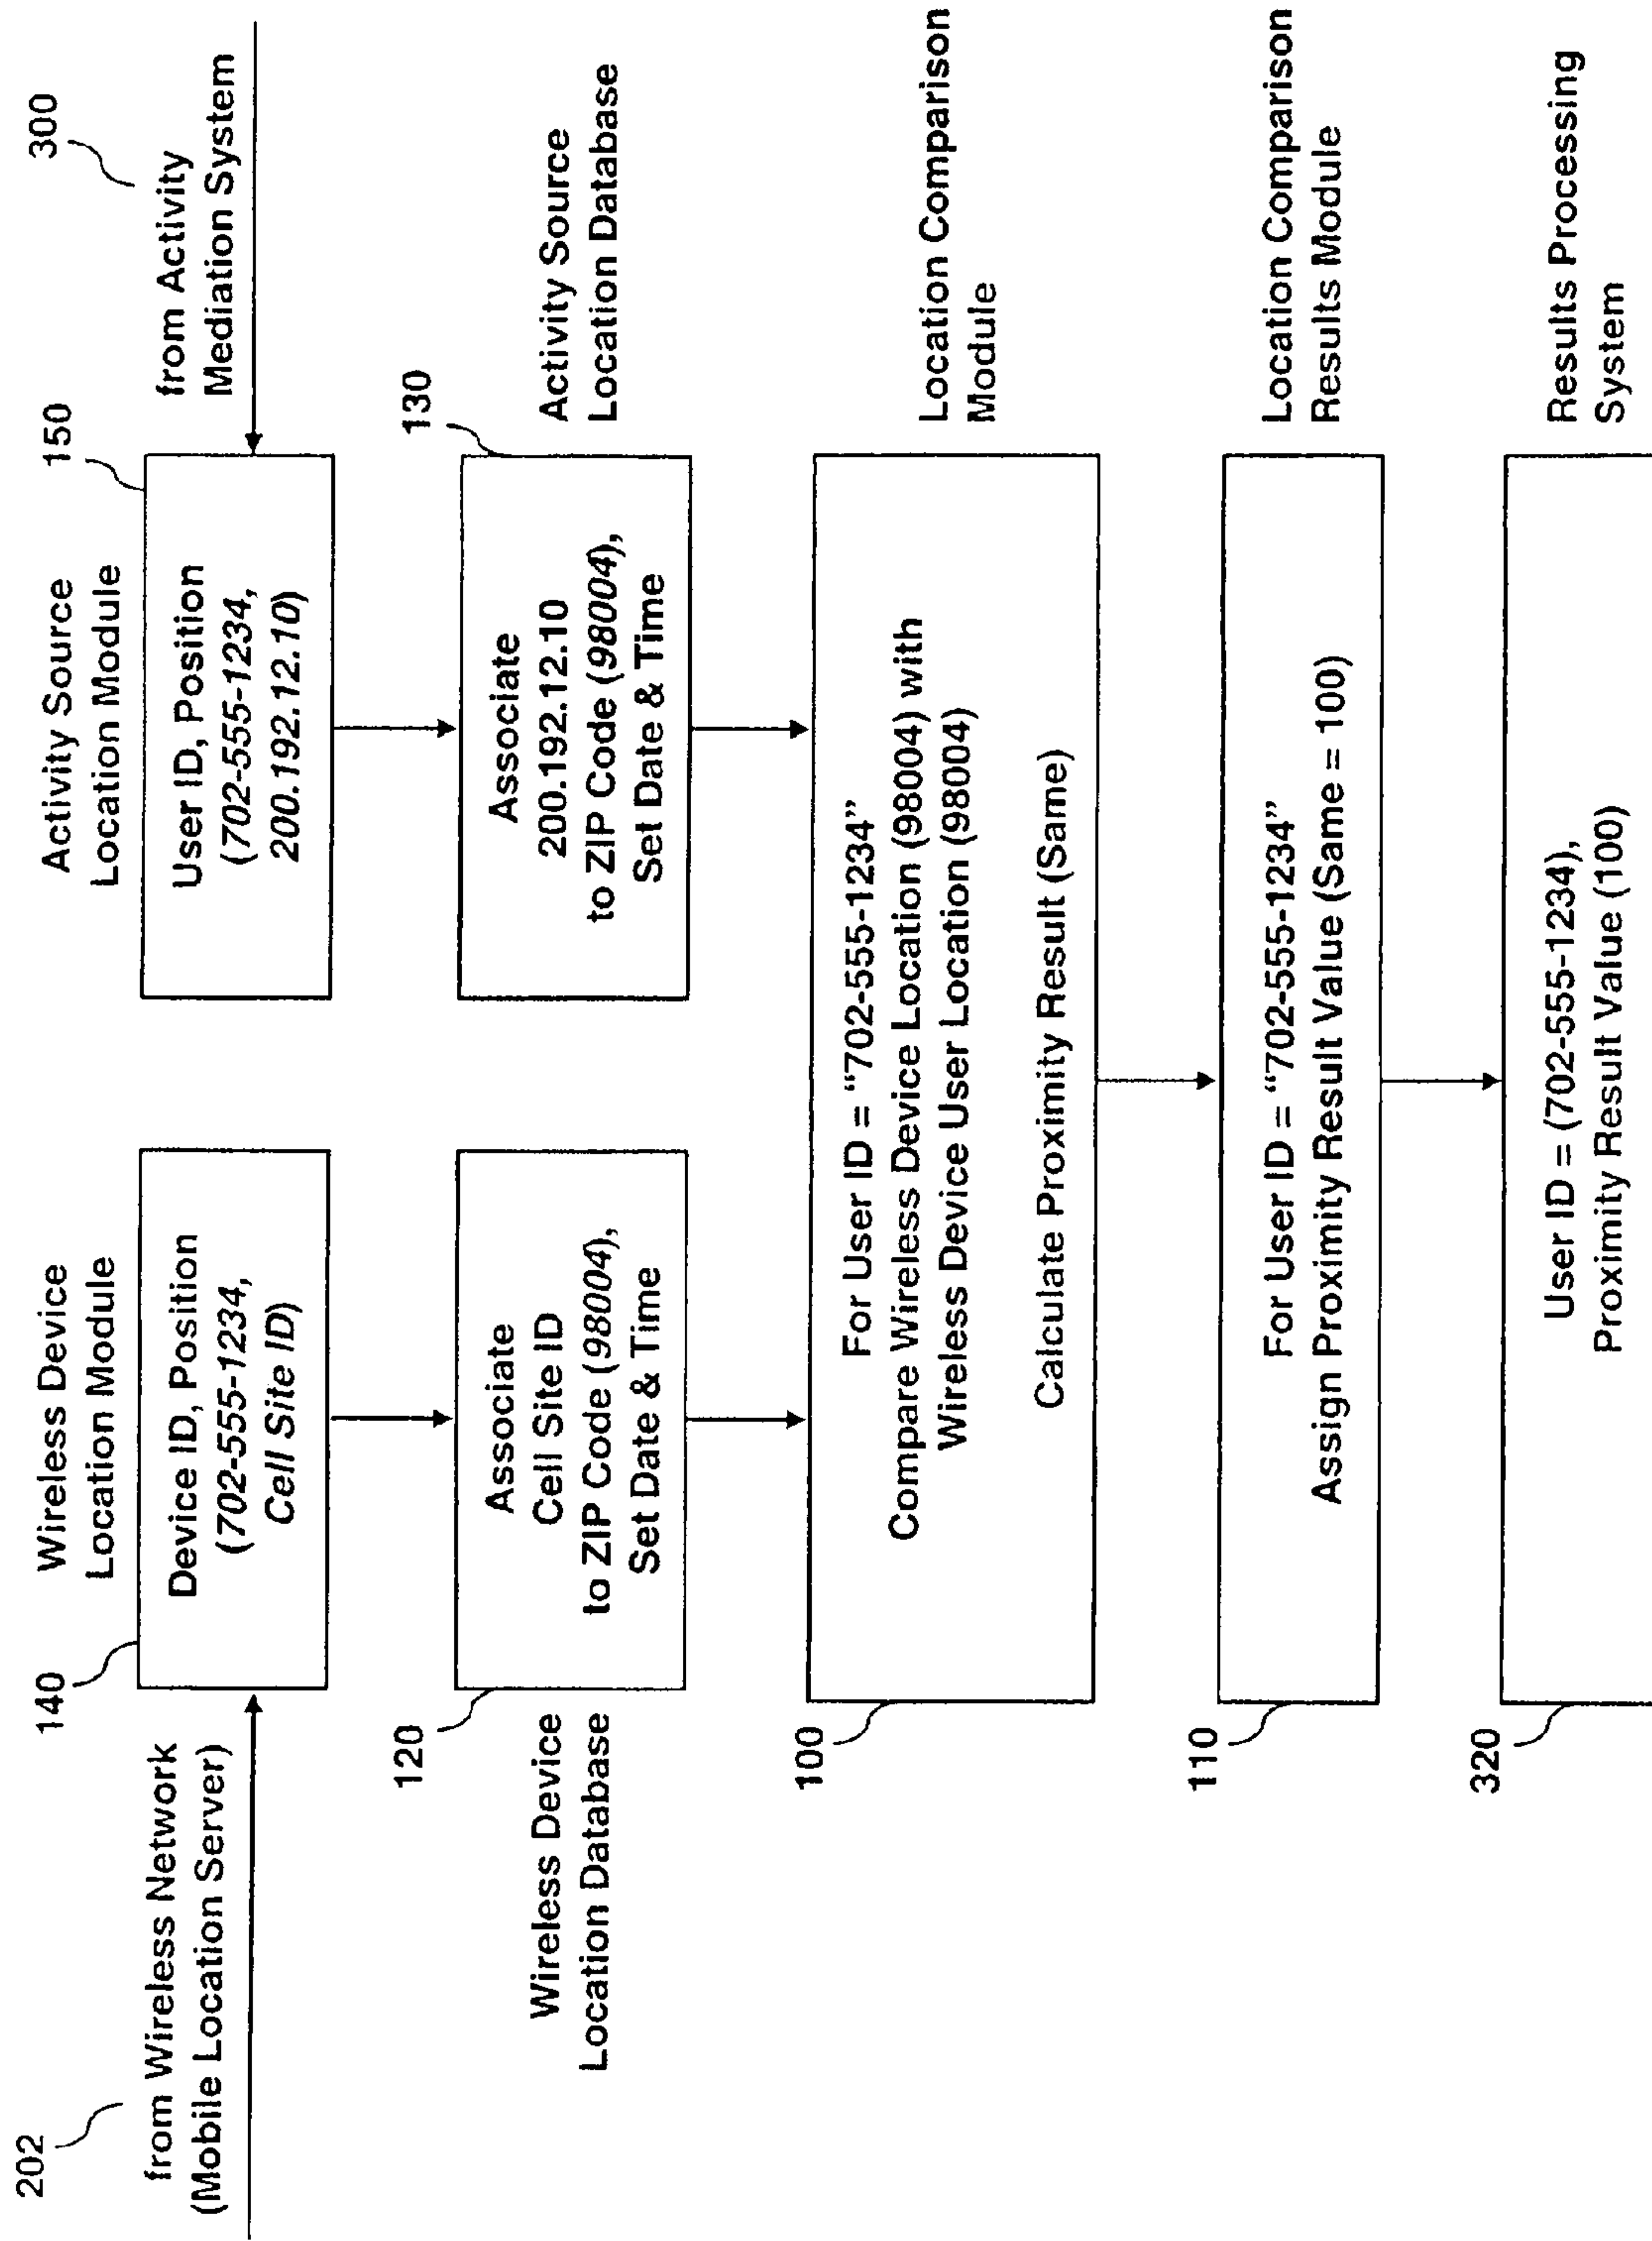 202
from Wireless Network
(Mobile Location Server)
140
Wireless Device
Location Module
Device ID, Position
(702-555-1234,
Cell Site ID)
Activity Source
Location Module
150
User ID, Position
(702-555-1234,
200.192.12.10)
300
from Activity
Mediation System
120
Wireless Device
Location Database
Associate
Cell Site ID
to ZIP Code (98004),
Set Date & Time
Associate
200.192.12.10
to ZIP Code (98004),
Set Date & Time
130
Activity Source
Location Database
100
For User ID = “702-555-1234”
Compare Wireless Device Location (98004) with
Wireless Device User Location (98004)
Calculate Proximity Result (Same)
Location Comparison
Module
110
For User ID = “702-555-1234”
Assign Proximity Result Value (Same = 100)
Location Comparison
Results Module
320
User ID = (702-555-1234),
Proximity Result Value (100)
Results Processing
System